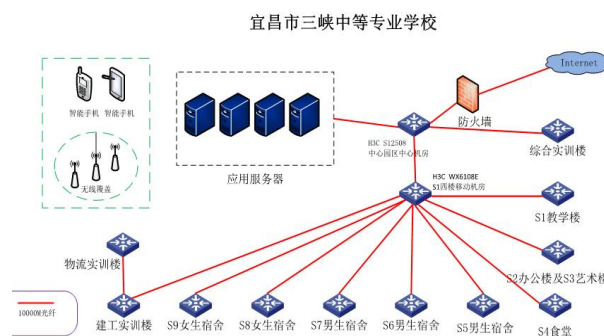 宜昌市三峡中等专业学校
Internet
智能手机 智能手机
防火墙
H3C S12508
中心园区中心机房
综合实训楼
无线覆盖
应用服务器
H3C WX6108E
S1四楼移动机房
S1教学楼
物流实训楼
S2办公楼及S3艺术楼
10000M光纤
建工实训楼
S9女生宿舍
S8女生宿舍
S7男生宿舍
S6男生宿舍
S5男生宿舍
S4食堂